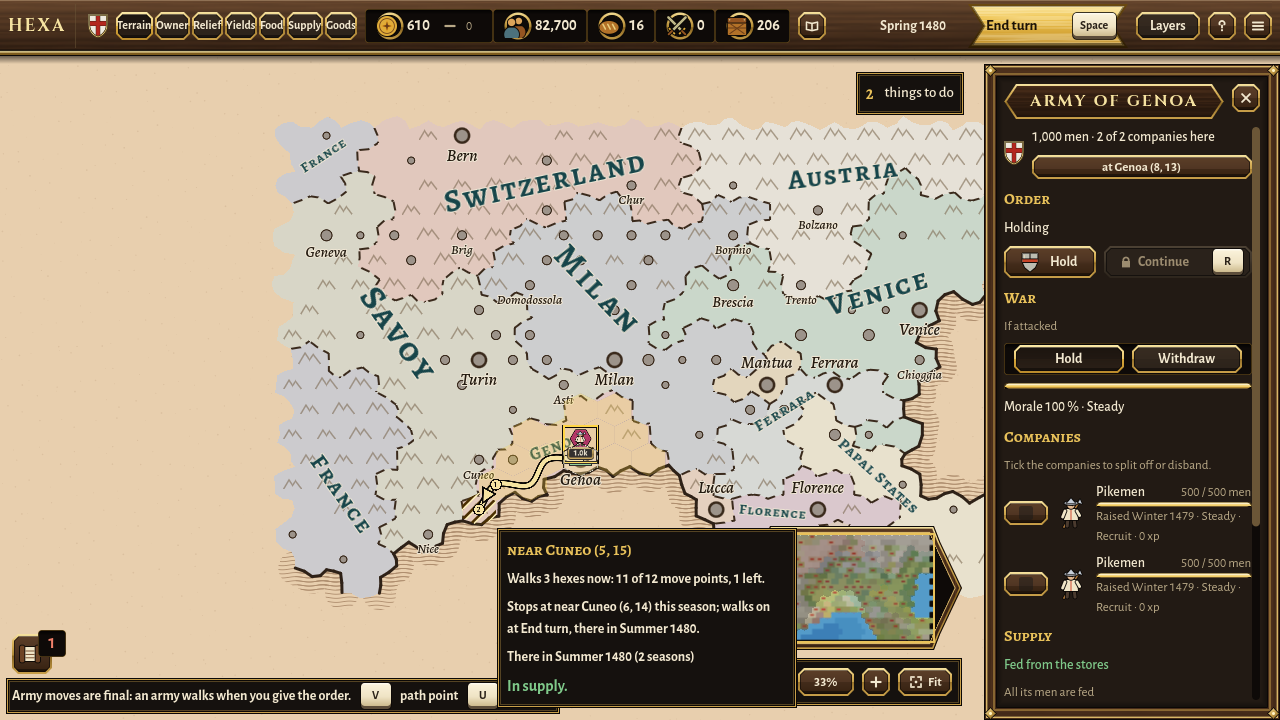 HEXA
Terrain Owner Relief Yields Food Supply Goods
610 — 0
82,700
16
0
206
Spring 1480
End turn Space
Layers
?
2 things to do
France
Bern
Switzerland
Chur
Austria
Bolzano
Geneva
Brig
Bormio
Milan
Domodossola
Brescia
Trento
Venice
Venice
Savoy
Turin
Milan
Mantua
Ferrara
Chioggia
Asti
Ferrara
Papal States
1.0k
Genoa
1
2
Lucca
Florence
Florence
France
Nice
near Cuneo (5, 15)
Walks 3 hexes now: 11 of 12 move points, 1 left.
Stops at near Cuneo (6, 14) this season; walks on
at End turn, there in Summer 1480.
There in Summer 1480 (2 seasons)
In supply.
1
Army moves are final: an army walks when you give the order.
V path point
U
33%
+
Fit
Army of Genoa
1,000 men · 2 of 2 companies here
at Genoa (8, 13)
Order
Holding
Hold
Continue R
War
If attacked
Hold
Withdraw
Morale 100 % · Steady
Companies
Tick the companies to split off or disband.
Pikemen 500 / 500 men
Raised Winter 1479 · Steady ·
Recruit · 0 xp
Pikemen 500 / 500 men
Raised Winter 1479 · Steady ·
Recruit · 0 xp
Supply
Fed from the stores
All its men are fed